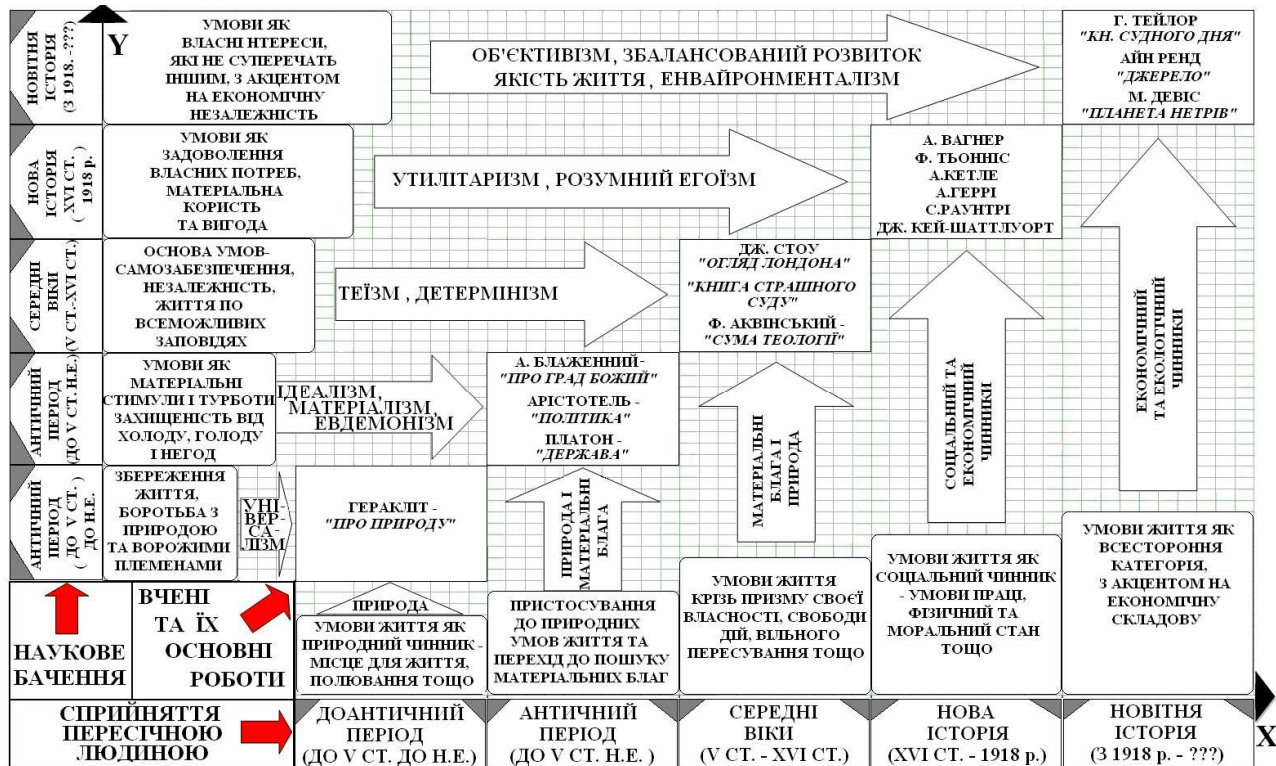 НОВІТНЯ
ІСТОРІЯ
(З 1918. -???)
Y
УМОВИ ЯК
ВЛАСНІ НТЕРЕСИ,
ЯКІ НЕ СУПЕРЕЧАТЬ
ІНШИМ, З АКЦЕНТОМ
НА ЕКОНОМІЧНУ
НЕЗАЛЕЖНІСТЬ
ОБ'ЄКТИВІЗМ, ЗБАЛАНСОВАНИЙ РОЗВИТОК
ЯКІСТЬ ЖИТТЯ , ЕНВАЙРОНМЕНТАЛІЗМ
Г. ТЕЙЛОР
"КН. СУДНОГО ДНЯ"
АЙН РЕНД
"ДЖЕРЕЛО"
М. ДЕВІС
"ПЛАНЕТА НЕТРІВ"
НОВА
ІСТОРІЯ
( XVI СТ. -
1918 р.
УМОВИ ЯК
ЗАДОВОЛЕННЯ
ВЛАСНИХ ПОТРЕБ,
МАТЕРІАЛЬНА
КОРИСТЬ
ТА ВИГОДА
УТИЛІТАРИЗМ , РОЗУМНИЙ ЕГОЇЗМ
А. ВАГНЕР
Ф. ТЬОННІС
А.КЕТЛЕ
А.ГЕРРІ
С.РАУНТРІ
ДЖ. КЕЙ-ШАТТЛУОРТ
СЕРЕДНІ
ВІКИ
(V СТ.-XVI СТ.)
ОСНОВА УМОВ-
САМОЗАБЕЗПЕЧЕННЯ,
НЕЗАЛЕЖНІСТЬ,
ЖИТТЯ ПО
ВСЕМОЖЛИВИХ
ЗАПОВІДЯХ
ТЕЇЗМ , ДЕТЕРМІНІЗМ
ДЖ. СТОУ
"ОГЛЯД ЛОНДОНА"
"КНИГА СТРАШНОГО
СУДУ"
Ф. АКВІНСЬКИЙ -
"СУМА ТЕОЛОГІЇ"
АНТИЧНИЙ
ПЕРІОД
(ДО V СТ. Н.Е.)
УМОВИ ЯК
МАТЕРІАЛЬНІ
СТИМУЛИ І ТУРБОТИ
ЗАХИЩЕНІСТЬ ВІД
ХОЛОДУ, ГОЛОДУ
І НЕГОД
ІДЕАЛІЗМ,
МАТЕРІАЛІЗМ,
ЕВДЕМОНІЗМ
А. БЛАЖЕННИЙ-
"ПРО ГРАД БОЖИЙ"
АРІСТОТЕЛЬ -
"ПОЛІТИКА"
ПЛАТОН -
"ДЕРЖАВА"
МАТЕРІАЛЬНІ
БЛАГА І
ПРИРОДА
СОЦІАЛЬНИЙ ТА
ЕКОНОМІЧНИЙ
ЧИННИКИ
ЕКОНОМІЧНИЙ
ТА ЕКОЛОГІЧНИЙ
ЧИННИКИ
АНТИЧНИЙ
ПЕРІОД
( ДО V СТ. )
ДО Н.Е.
ЗБЕРЕЖЕННЯ
ЖИТТЯ,
БОРОТЬБА З
ПРИРОДОЮ
ТА ВОРОЖИМИ
ПЛЕМЕНАМИ
УНІ-
ВЕР-
СА-
ЛІЗМ
ГЕРАКЛІТ -
"ПРО ПРИРОДУ"
ПРИРОДА І
МАТЕРІАЛЬНІ
БЛАГА
НАУКОВЕ
БАЧЕННЯ
ВЧЕНІ
ТА ЇХ
ОСНОВНІ
РОБОТИ
ПРИРОДА
УМОВИ ЖИТТЯ ЯК
ПРИРОДНИЙ ЧИННИК -
МІСЦЕ ДЛЯ ЖИТТЯ,
ПОЛЮВАННЯ ТОЩО
ПРИСТОСУВАННЯ
ДО ПРИРОДНИХ
УМОВ ЖИТТЯ ТА
ПЕРЕХІД ДО ПОШУКУ
МАТЕРІАЛЬНИХ БЛАГ
УМОВИ ЖИТТЯ
КРІЗЬ ПРИЗМУ СВОЄЇ
ВЛАСНОСТІ, СВОБОДИ
ДІЙ, ВІЛЬНОГО
ПЕРЕСУВАННЯ ТОЩО
УМОВИ ЖИТТЯ ЯК
СОЦІАЛЬНИЙ ЧИННИК
- УМОВИ ПРАЦІ,
ФІЗИЧНИЙ ТА
МОРАЛЬНИЙ СТАН
ТОЩО
УМОВИ ЖИТТЯ ЯК
ВСЕСТОРОННЯ
КАТЕГОРІЯ,
З АКЦЕНТОМ НА
ЕКОНОМІЧНУ
СКЛАДОВУ
СПРИЙНЯТТЯ
ПЕРЕСІЧНОЮ
ЛЮДИНОЮ
ДОАНТИЧНИЙ
ПЕРІОД
(ДО V СТ. ДО Н.Е.)
АНТИЧНИЙ
ПЕРІОД
(ДО V СТ. Н.Е. )
СЕРЕДНІ
ВІКИ
(V СТ. - XVI СТ.)
НОВА
ІСТОРІЯ
(XVI СТ. - 1918 р.)
НОВІТНЯ
ІСТОРІЯ
(З 1918 р. - ???)
X